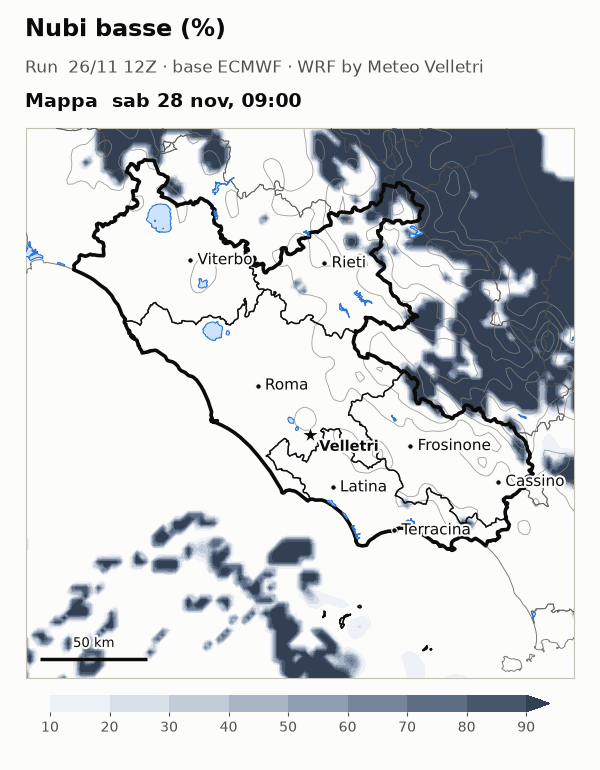 Nubi basse (%)
Run  26/11 12Z · base ECMWF · WRF by Meteo Velletri
Mappa  sab 28 nov, 09:00
Viterbo
Rieti
Roma
Velletri
Frosinone
Cassino
Latina
Terracina
50 km
10 20 30 40 50 60 70 80 90